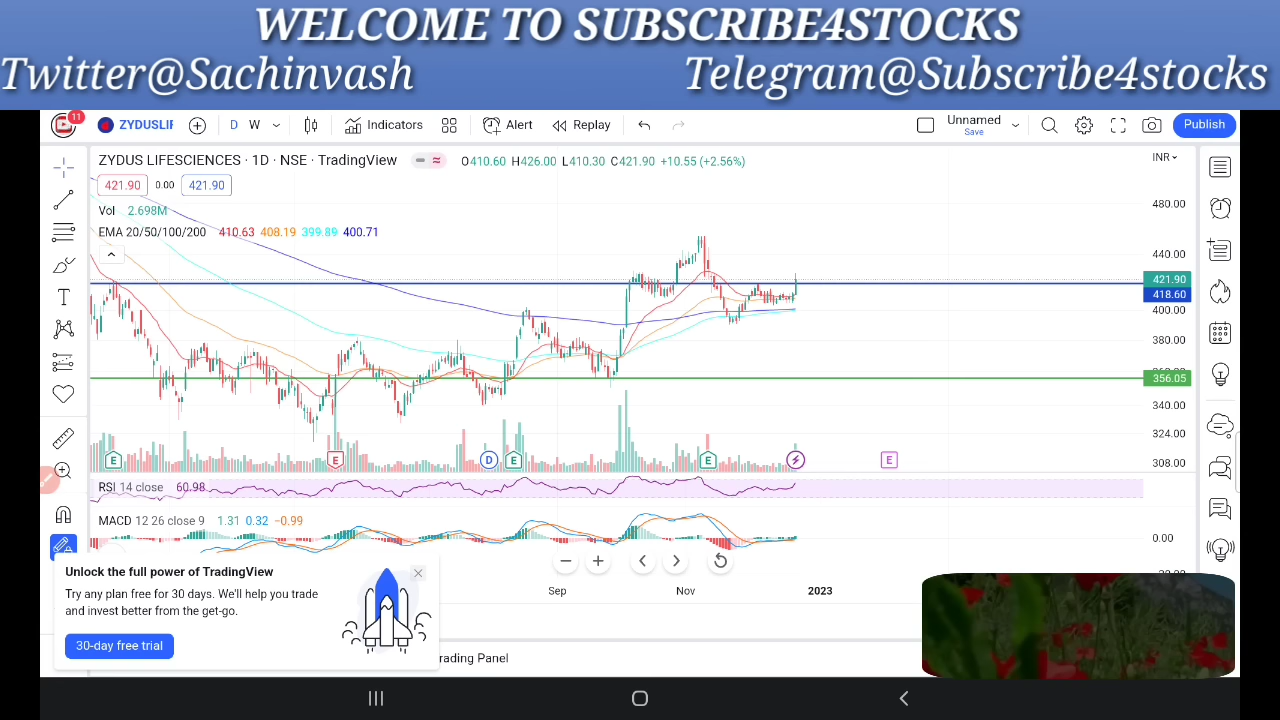 WELCOME TO SUBSCRIBE4STOCKS
Twitter@Sachinvash Telegram@Subscribe4stocks
11 ZYDUSLIF D W Indicators Alert Replay Unnamed Save Publish
ZYDUS LIFESCIENCES · 1D · NSE · TradingView O410.60 H426.00 L410.30 C421.90 +10.55 (+2.56%) INR
421.90 0.00 421.90
Vol 2.698M
EMA 20/50/100/200 410.63 408.19 399.89 400.71
480.00
440.00
421.90
418.60
400.00
380.00
356.05
340.00
324.00
308.00
E E D E E E
RSI 14 close 60.98
MACD 12 26 close 9 1.31 0.32 −0.99
0.00
Sep Nov 2023
Unlock the full power of TradingView
Try any plan free for 30 days. We'll help you trade
and invest better from the get-go.
30-day free trial
rading Panel